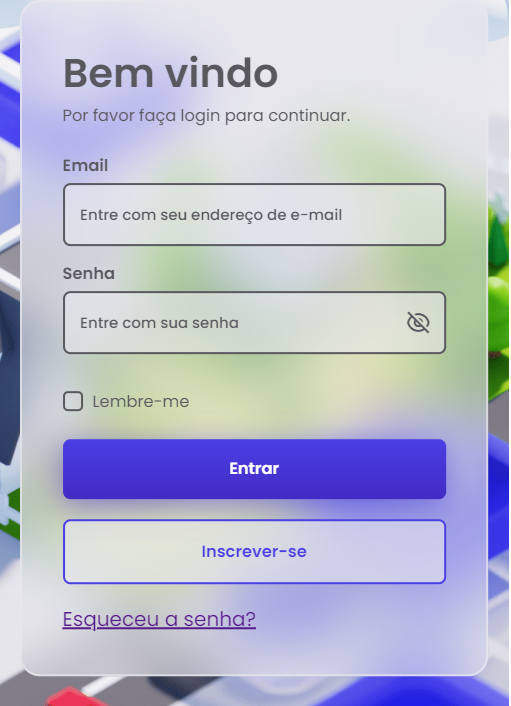 Bem vindo
Por favor faça login para continuar.
Email
Entre com seu endereço de e-mail
Senha
Entre com sua senha
Lembre-me
Entrar
Inscrever-se
Esqueceu a senha?